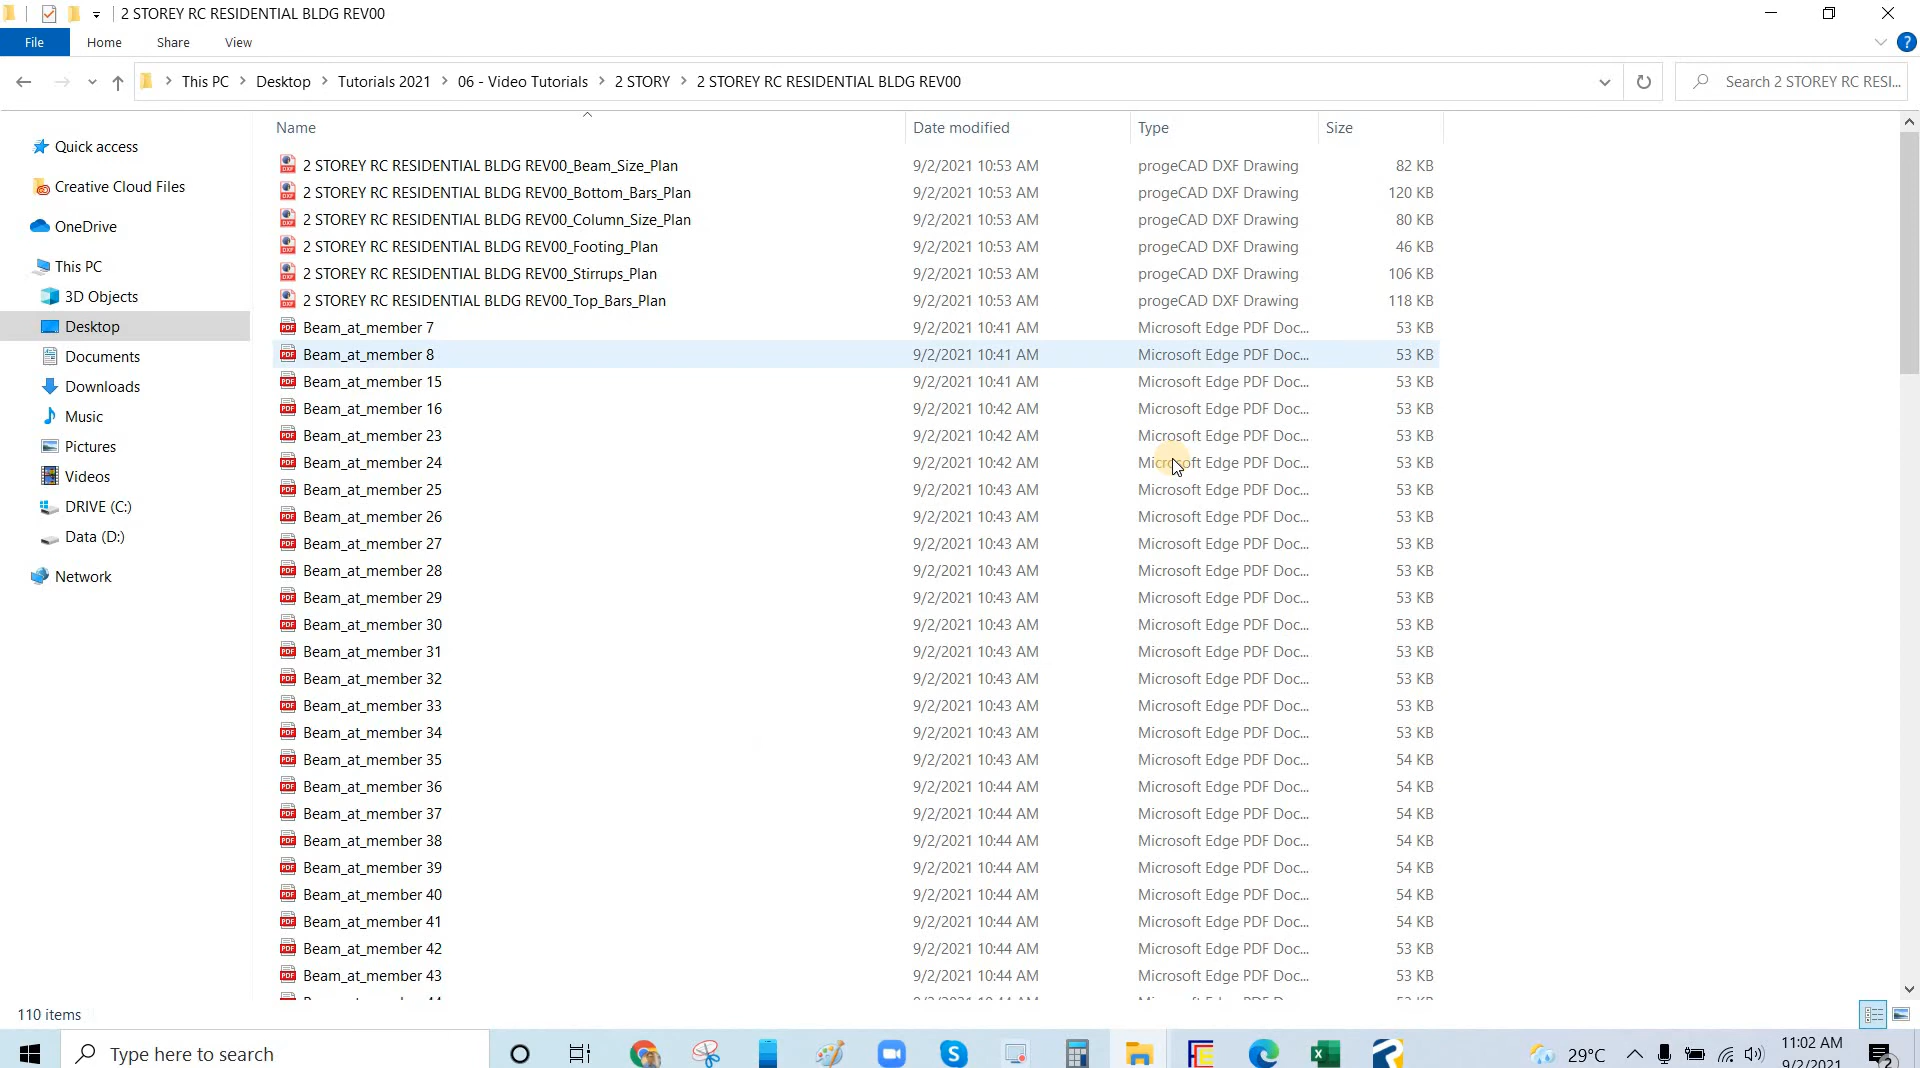 2 STOREY RC RESIDENTIAL BLDG REV00
File Home Share View
This PC Desktop Tutorials 2021 06 - Video Tutorials 2 STORY 2 STOREY RC RESIDENTIAL BLDG REV00 Search 2 STOREY RC RESI...
Name Date modified Type Size
Quick access
Creative Cloud Files
OneDrive
This PC
3D Objects
Desktop
Documents
Downloads
Music
Pictures
Videos
DRIVE (C:)
Data (D:)
Network
2 STOREY RC RESIDENTIAL BLDG REV00_Beam_Size_Plan 9/2/2021 10:53 AM progeCAD DXF Drawing 82 KB
2 STOREY RC RESIDENTIAL BLDG REV00_Bottom_Bars_Plan 9/2/2021 10:53 AM progeCAD DXF Drawing 120 KB
2 STOREY RC RESIDENTIAL BLDG REV00_Column_Size_Plan 9/2/2021 10:53 AM progeCAD DXF Drawing 80 KB
2 STOREY RC RESIDENTIAL BLDG REV00_Footing_Plan 9/2/2021 10:53 AM progeCAD DXF Drawing 46 KB
2 STOREY RC RESIDENTIAL BLDG REV00_Stirrups_Plan 9/2/2021 10:53 AM progeCAD DXF Drawing 106 KB
2 STOREY RC RESIDENTIAL BLDG REV00_Top_Bars_Plan 9/2/2021 10:53 AM progeCAD DXF Drawing 118 KB
Beam_at_member 7 9/2/2021 10:41 AM Microsoft Edge PDF Doc... 53 KB
Beam_at_member 8 9/2/2021 10:41 AM Microsoft Edge PDF Doc... 53 KB
Beam_at_member 15 9/2/2021 10:41 AM Microsoft Edge PDF Doc... 53 KB
Beam_at_member 16 9/2/2021 10:42 AM Microsoft Edge PDF Doc... 53 KB
Beam_at_member 23 9/2/2021 10:42 AM Microsoft Edge PDF Doc... 53 KB
Beam_at_member 24 9/2/2021 10:42 AM Microsoft Edge PDF Doc... 53 KB
Beam_at_member 25 9/2/2021 10:43 AM Microsoft Edge PDF Doc... 53 KB
Beam_at_member 26 9/2/2021 10:43 AM Microsoft Edge PDF Doc... 53 KB
Beam_at_member 27 9/2/2021 10:43 AM Microsoft Edge PDF Doc... 53 KB
Beam_at_member 28 9/2/2021 10:43 AM Microsoft Edge PDF Doc... 53 KB
Beam_at_member 29 9/2/2021 10:43 AM Microsoft Edge PDF Doc... 53 KB
Beam_at_member 30 9/2/2021 10:43 AM Microsoft Edge PDF Doc... 53 KB
Beam_at_member 31 9/2/2021 10:43 AM Microsoft Edge PDF Doc... 53 KB
Beam_at_member 32 9/2/2021 10:43 AM Microsoft Edge PDF Doc... 53 KB
Beam_at_member 33 9/2/2021 10:43 AM Microsoft Edge PDF Doc... 53 KB
Beam_at_member 34 9/2/2021 10:43 AM Microsoft Edge PDF Doc... 53 KB
Beam_at_member 35 9/2/2021 10:43 AM Microsoft Edge PDF Doc... 54 KB
Beam_at_member 36 9/2/2021 10:44 AM Microsoft Edge PDF Doc... 54 KB
Beam_at_member 37 9/2/2021 10:44 AM Microsoft Edge PDF Doc... 54 KB
Beam_at_member 38 9/2/2021 10:44 AM Microsoft Edge PDF Doc... 54 KB
Beam_at_member 39 9/2/2021 10:44 AM Microsoft Edge PDF Doc... 54 KB
Beam_at_member 40 9/2/2021 10:44 AM Microsoft Edge PDF Doc... 54 KB
Beam_at_member 41 9/2/2021 10:44 AM Microsoft Edge PDF Doc... 54 KB
Beam_at_member 42 9/2/2021 10:44 AM Microsoft Edge PDF Doc... 53 KB
Beam_at_member 43 9/2/2021 10:44 AM Microsoft Edge PDF Doc... 53 KB
110 items
Type here to search 29°C 11:02 AM
9/2/2021 2